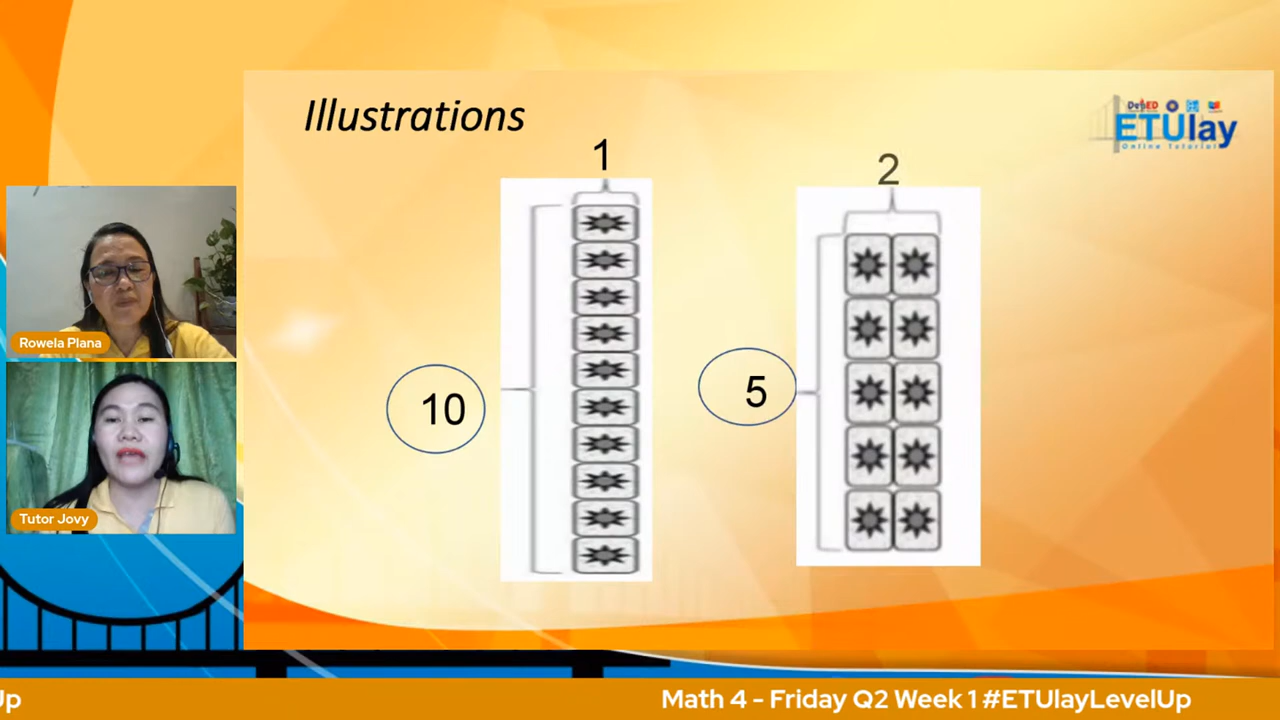 Illustrations
DepED
ETUlay
Online Tutorial
1
2
10
5
Rowela Plana
Tutor Jovy
Up
Math 4 - Friday Q2 Week 1 #ETUlayLevelUp